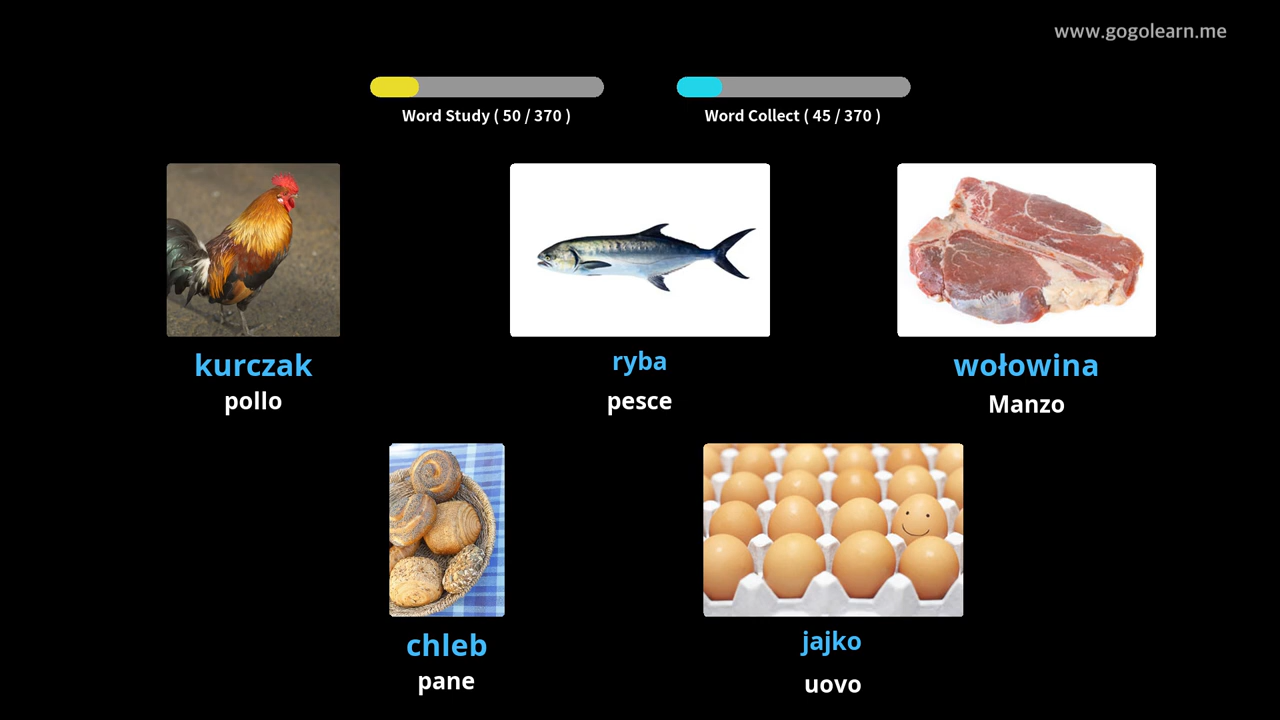 www.gogolearn.me
Word Study ( 50 / 370 )
Word Collect ( 45 / 370 )
kurczak
pollo
ryba
pesce
wołowina
Manzo
chleb
pane
jajko
uovo